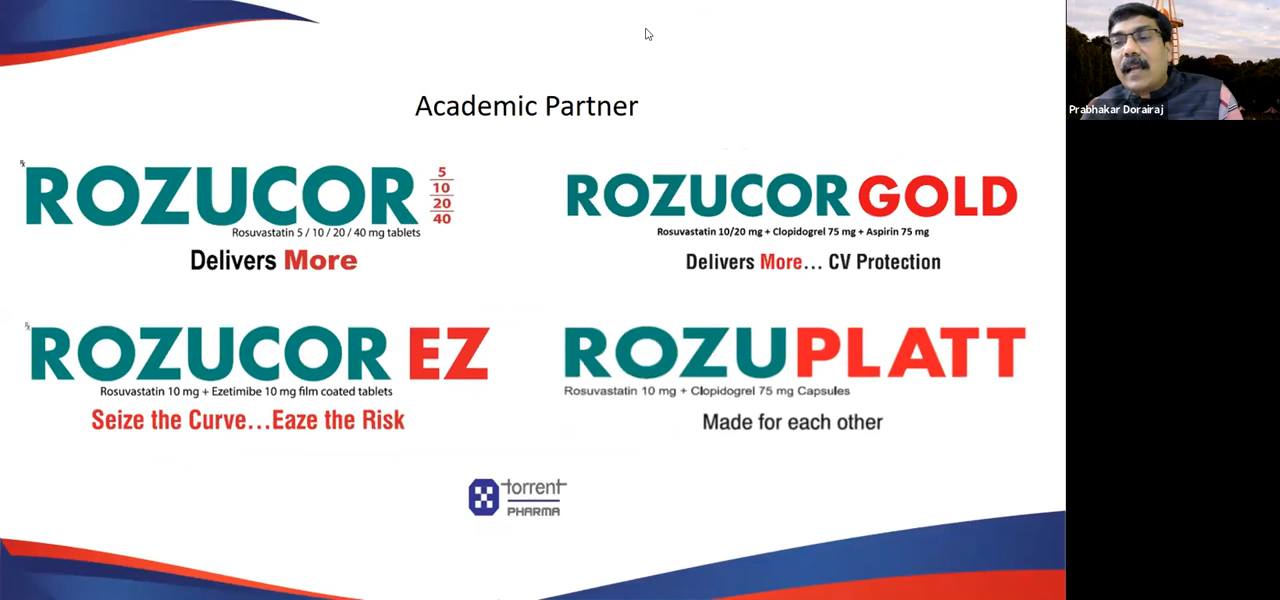 Academic Partner
Rx
ROZUCOR
5
10
20
40
Rosuvastatin 5 / 10 / 20 / 40 mg tablets
Delivers More
ROZUCOR GOLD
Rosuvastatin 10/20 mg + Clopidogrel 75 mg + Aspirin 75 mg
Delivers More... CV Protection
Rx
ROZUCOR EZ
Rosuvastatin 10 mg + Ezetimibe 10 mg film coated tablets
Seize the Curve...Eaze the Risk
ROZUPLATT
Rosuvastatin 10 mg + Clopidogrel 75 mg Capsules
Made for each other
torrent
PHARMA
Prabhakar Dorairaj